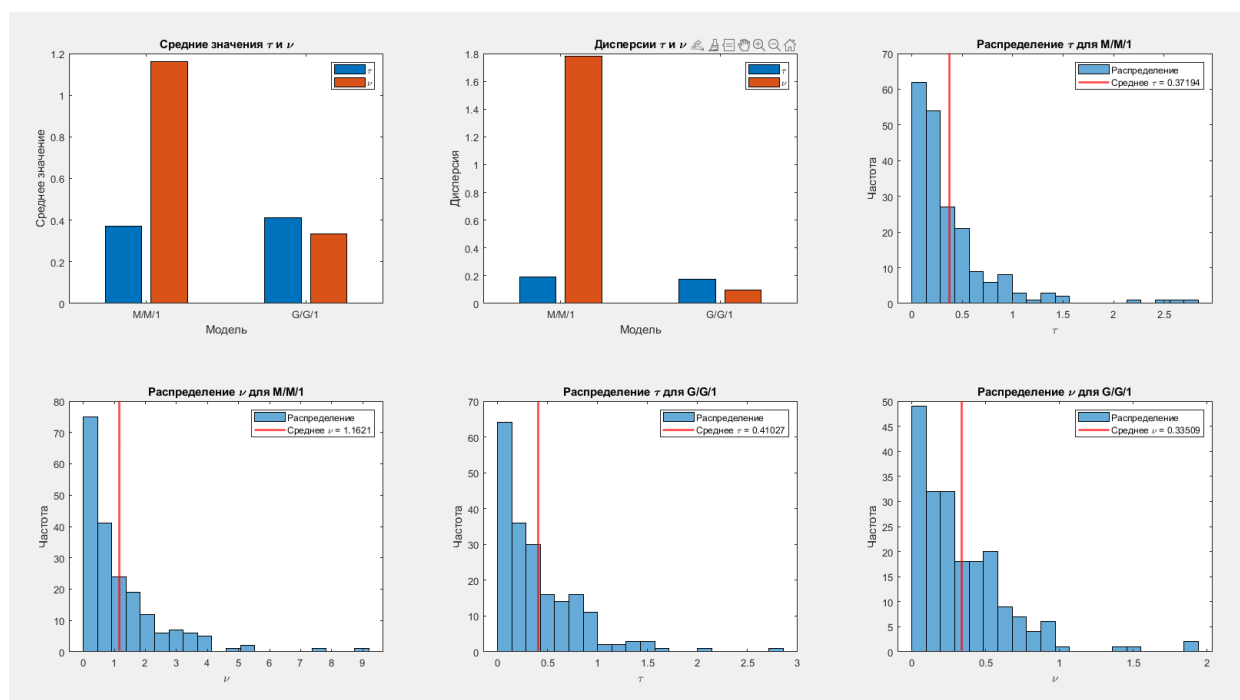 Средние значения τ и ν
1.2
1
0.8
0.6
0.4
0.2
0
Среднее значение
τ
ν
M/M/1 G/G/1
Модель
Дисперсии τ и ν
1.8
1.6
1.4
1.2
1
0.8
0.6
0.4
0.2
0
Дисперсия
τ
ν
M/M/1 G/G/1
Модель
Распределение τ для M/M/1
70
60
50
40
30
20
10
0
Частота
Распределение
Среднее τ = 0.37194
0 0.5 1 1.5 2 2.5
τ
Распределение ν для M/M/1
80
70
60
50
40
30
20
10
0
Частота
Распределение
Среднее ν = 1.1621
0 1 2 3 4 5 6 7 8 9
ν
Распределение τ для G/G/1
70
60
50
40
30
20
10
0
Частота
Распределение
Среднее τ = 0.41027
0 0.5 1 1.5 2 2.5 3
τ
Распределение ν для G/G/1
50
45
40
35
30
25
20
15
10
5
0
Частота
Распределение
Среднее ν = 0.33509
0 0.5 1 1.5 2
ν